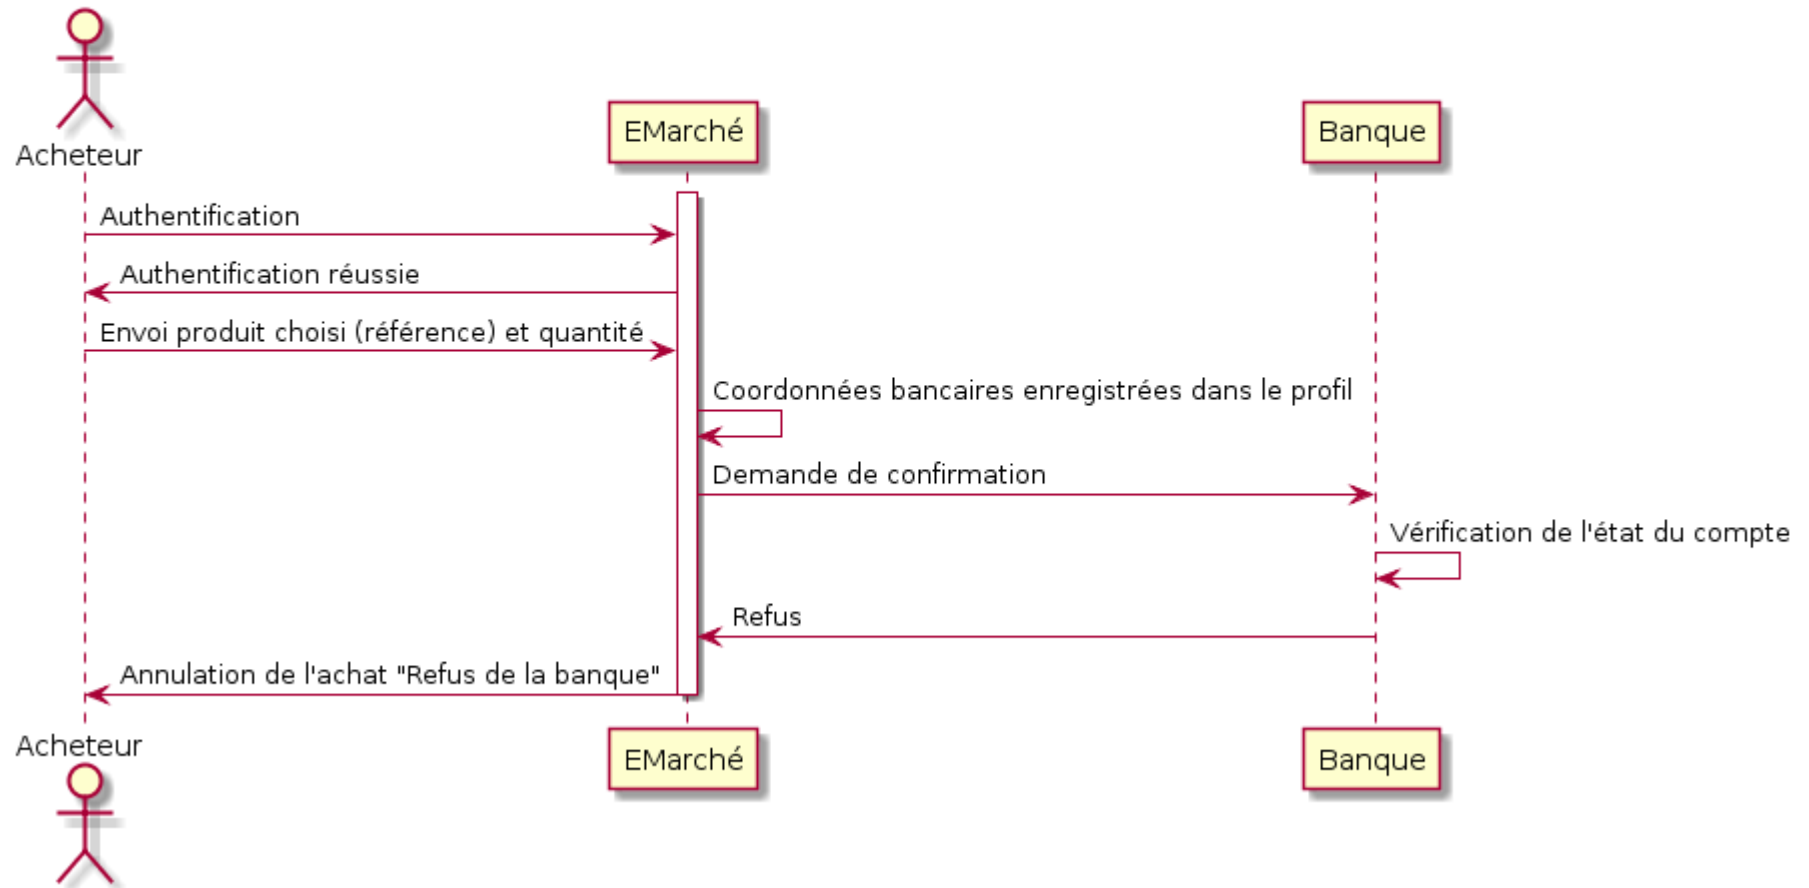 Acheteur
EMarché
Banque
Authentification
Authentification réussie
Envoi produit choisi (référence) et quantité
Coordonnées bancaires enregistrées dans le profil
Demande de confirmation
Vérification de l'état du compte
Refus
Annulation de l'achat "Refus de la banque"
Acheteur
EMarché
Banque